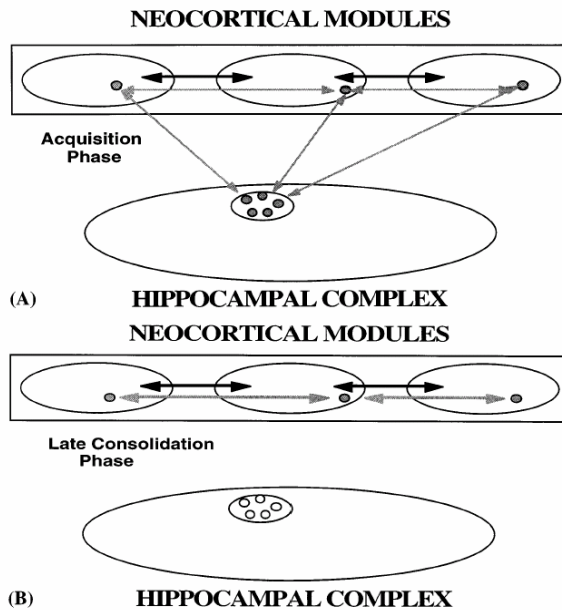 NEOCORTICAL MODULES
Acquisition
Phase
(A) HIPPOCAMPAL COMPLEX
NEOCORTICAL MODULES
Late Consolidation
Phase
(B) HIPPOCAMPAL COMPLEX